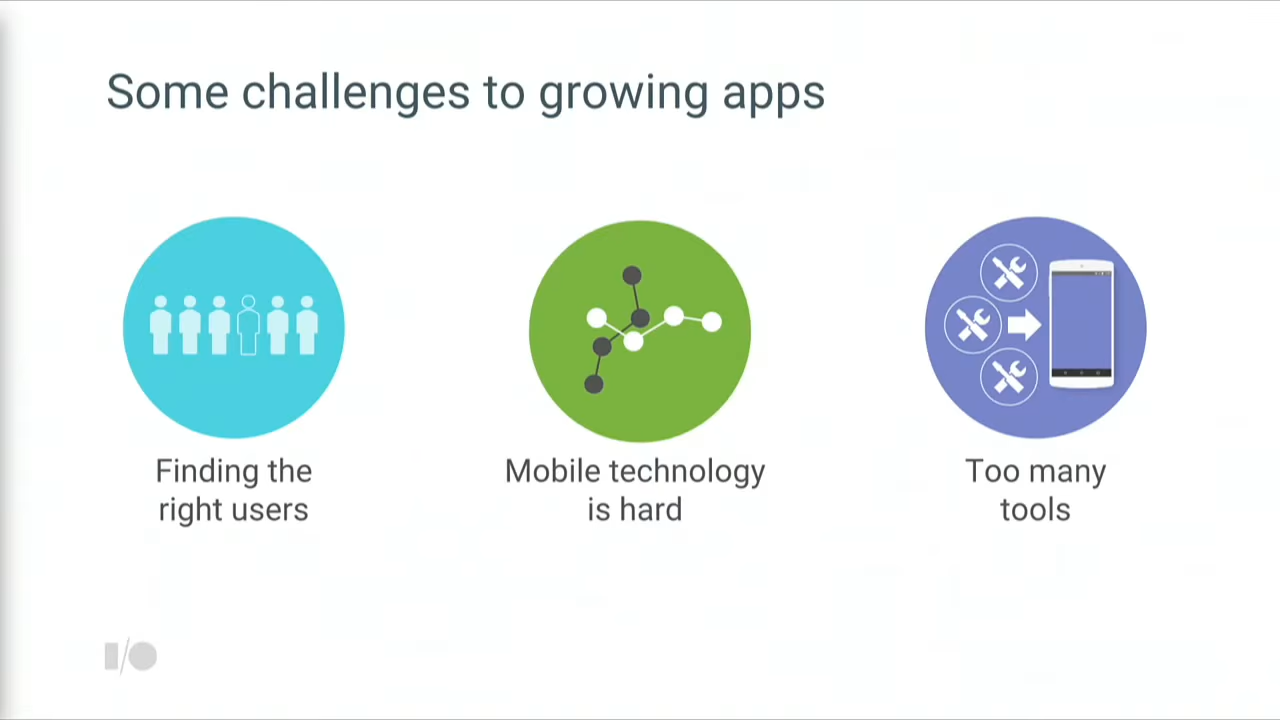 Some challenges to growing apps
Finding the
right users
Mobile technology
is hard
Too many
tools
I/O